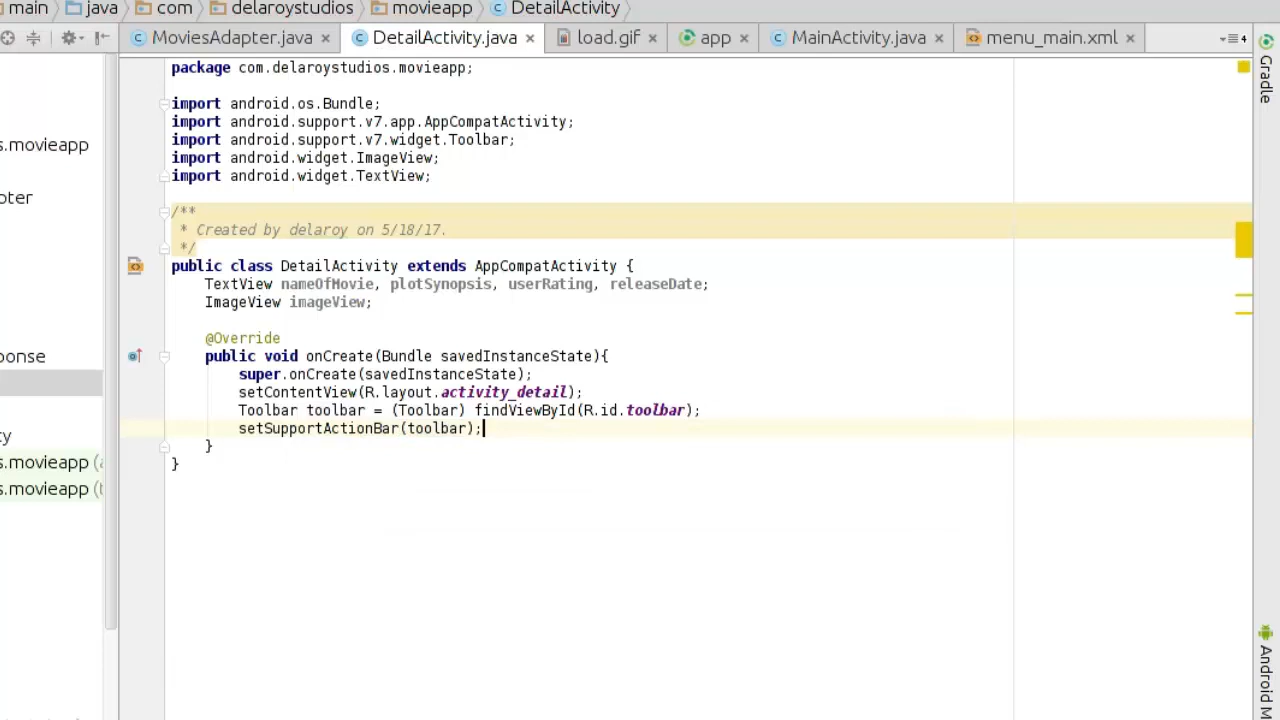 main java com delaroystudios movieapp DetailActivity
MoviesAdapter.java DetailActivity.java load.gif app MainActivity.java menu_main.xml 4
Gradle
package com.delaroystudios.movieapp;
import android.os.Bundle;
import android.support.v7.app.AppCompatActivity;
import android.support.v7.widget.Toolbar;
import android.widget.ImageView;
import android.widget.TextView;
/**
* Created by delaroy on 5/18/17.
*/
public class DetailActivity extends AppCompatActivity {
TextView nameOfMovie, plotSynopsis, userRating, releaseDate;
ImageView imageView;
@Override
public void onCreate(Bundle savedInstanceState){
super.onCreate(savedInstanceState);
setContentView(R.layout.activity_detail);
Toolbar toolbar = (Toolbar) findViewById(R.id.toolbar);
setSupportActionBar(toolbar);
}
}
s.movieapp
oter
ponse
ty
s.movieapp (a
s.movieapp (t
Android M